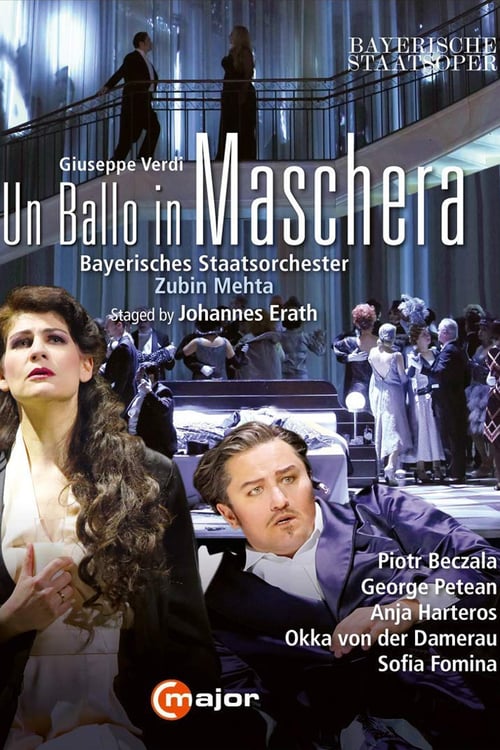 BAYERISCHE
STAATSOPER
Giuseppe Verdi
Un Ballo in Maschera
Bayerisches Staatsorchester
Zubin Mehta
Staged by Johannes Erath
Piotr Beczala
George Petean
Anja Harteros
Okka von der Damerau
Sofia Fomina
C major